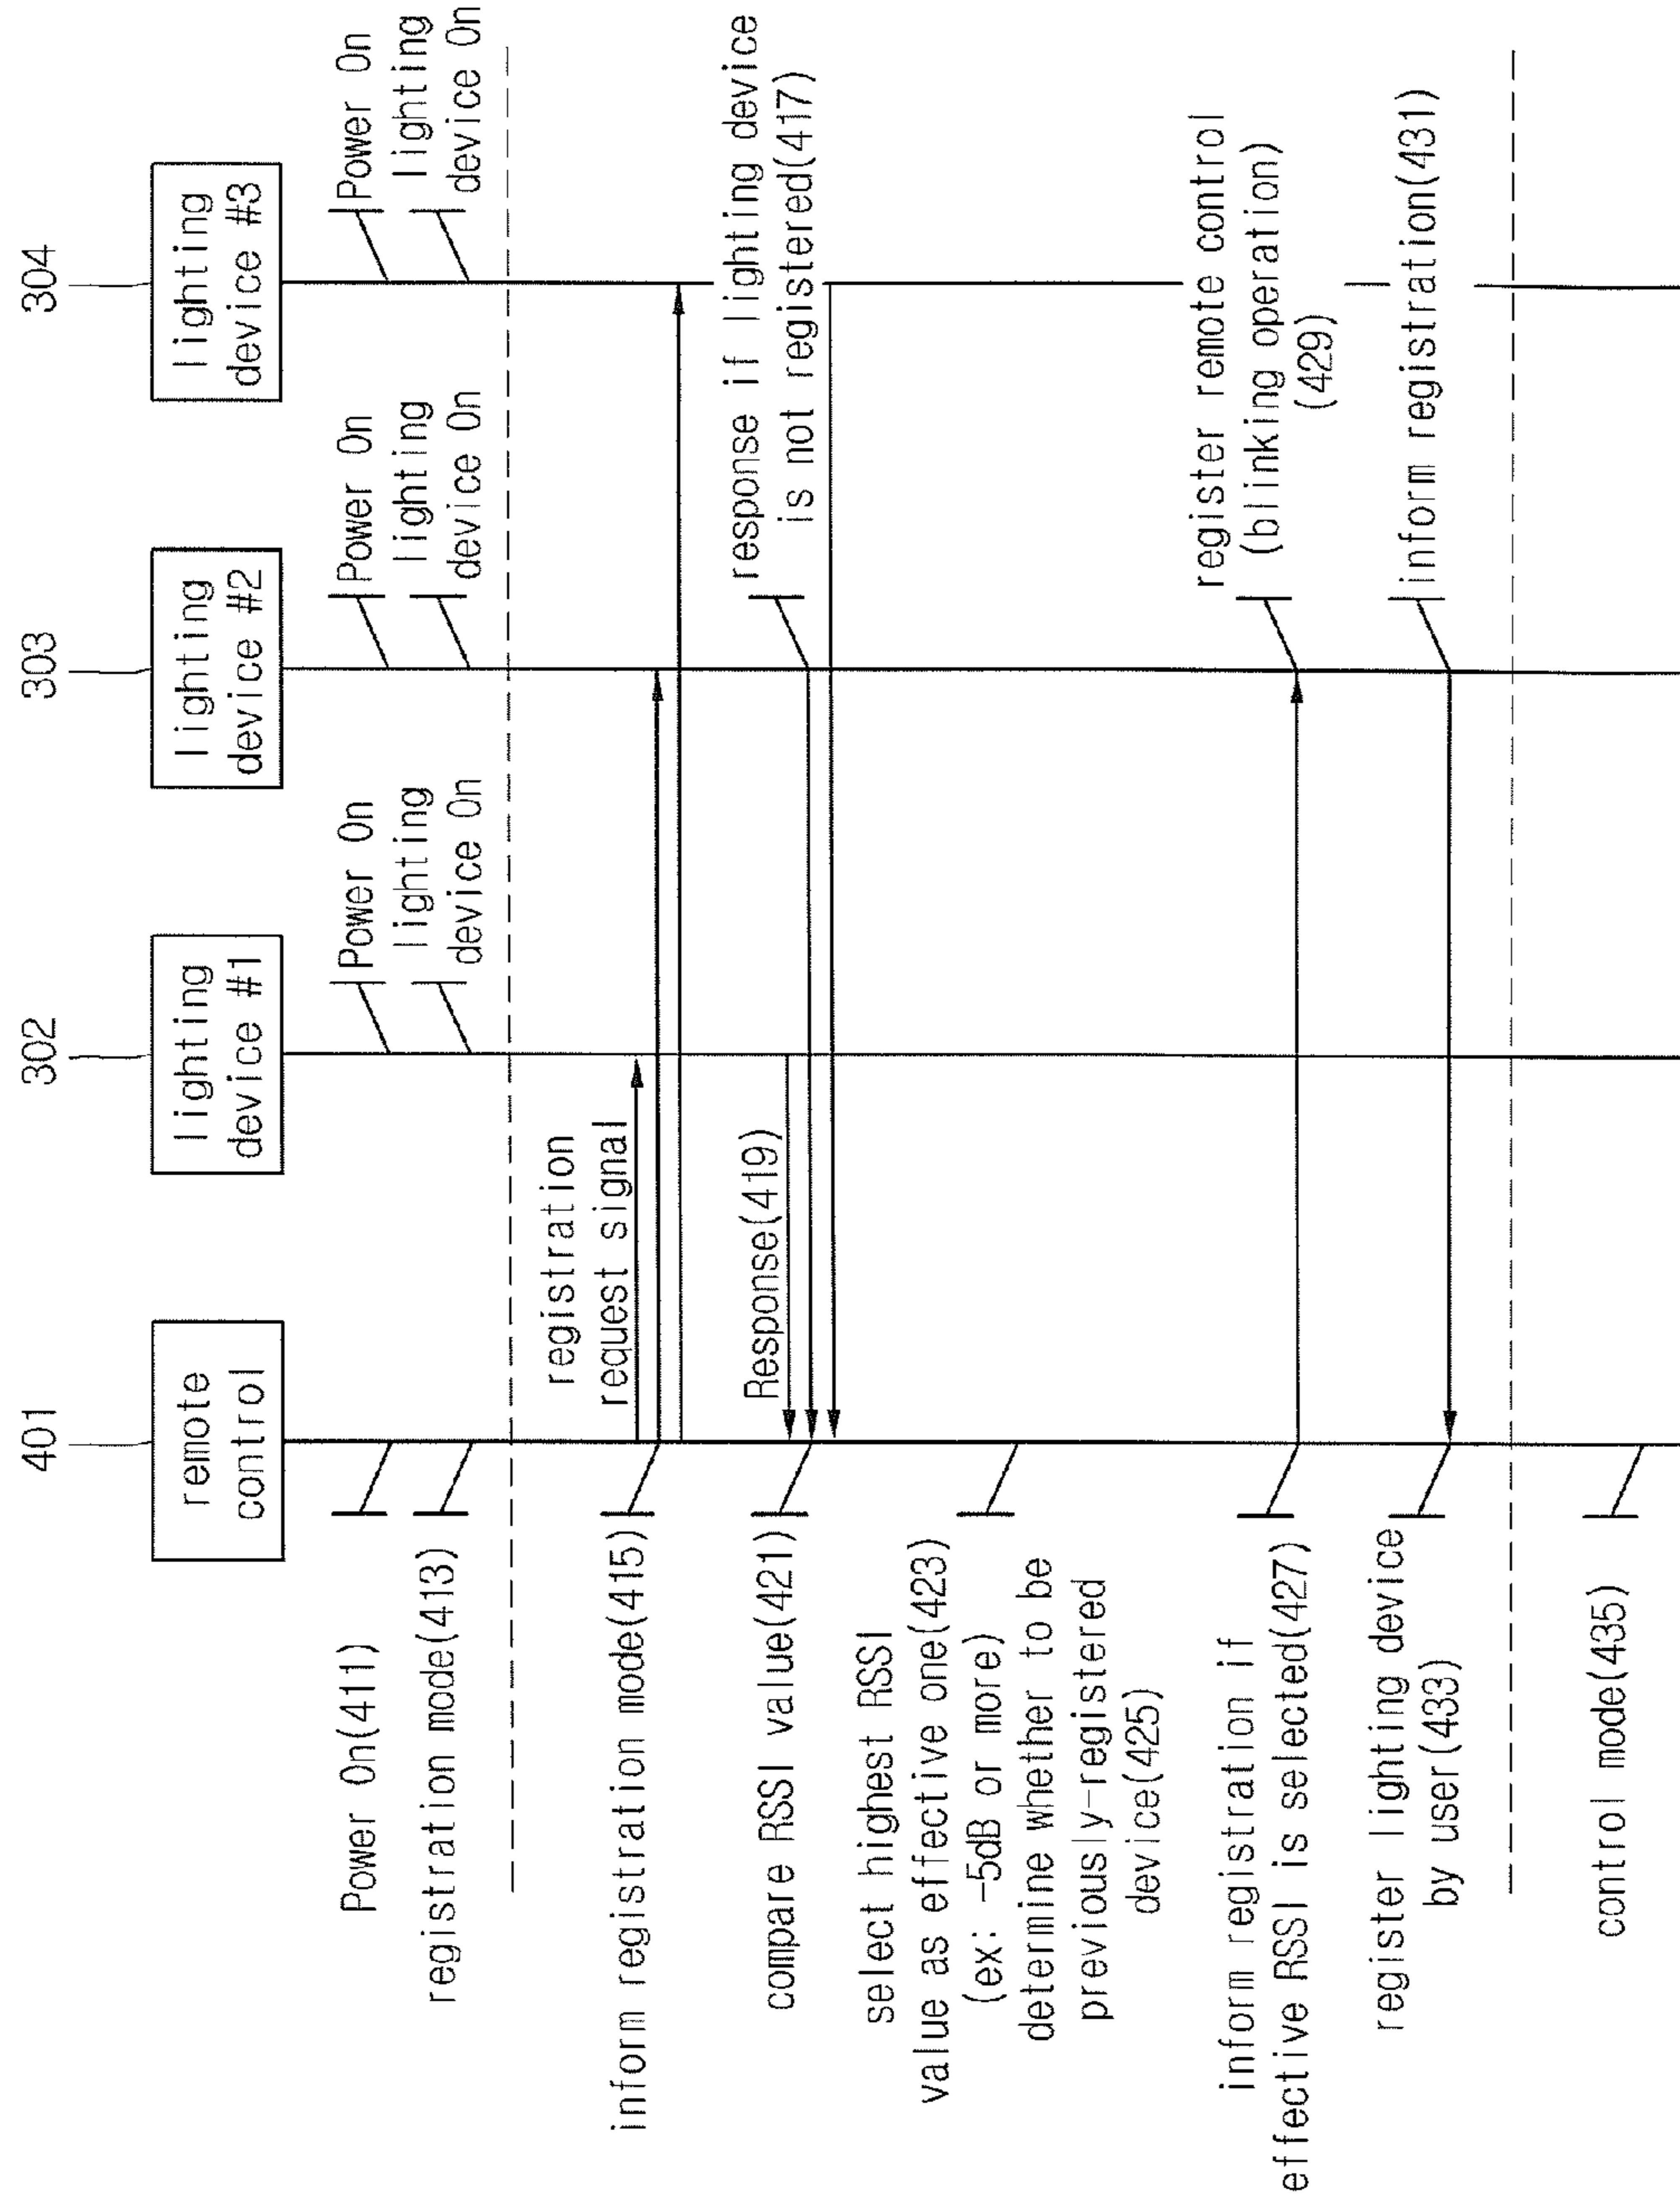 401
302
303
304
remote
control
lighting
device #1
lighting
device #2
lighting
device #3
Power On(411)
registration mode(413)
Power On
lighting
device On
Power On
lighting
device On
Power On
lighting
device On
inform registration mode(415)
registration
request signal
compare RSSI value(421)
Response(419)
response if lighting device
is not registered(417)
select highest RSSI
value as effective one(423)
(ex: -5dB or more)
determine whether to be
previously-registered
device(425)
inform registration if
effective RSSI is selected(427)
register remote control
(blinking operation)
(429)
register lighting device
by user(433)
inform registration(431)
control mode(435)